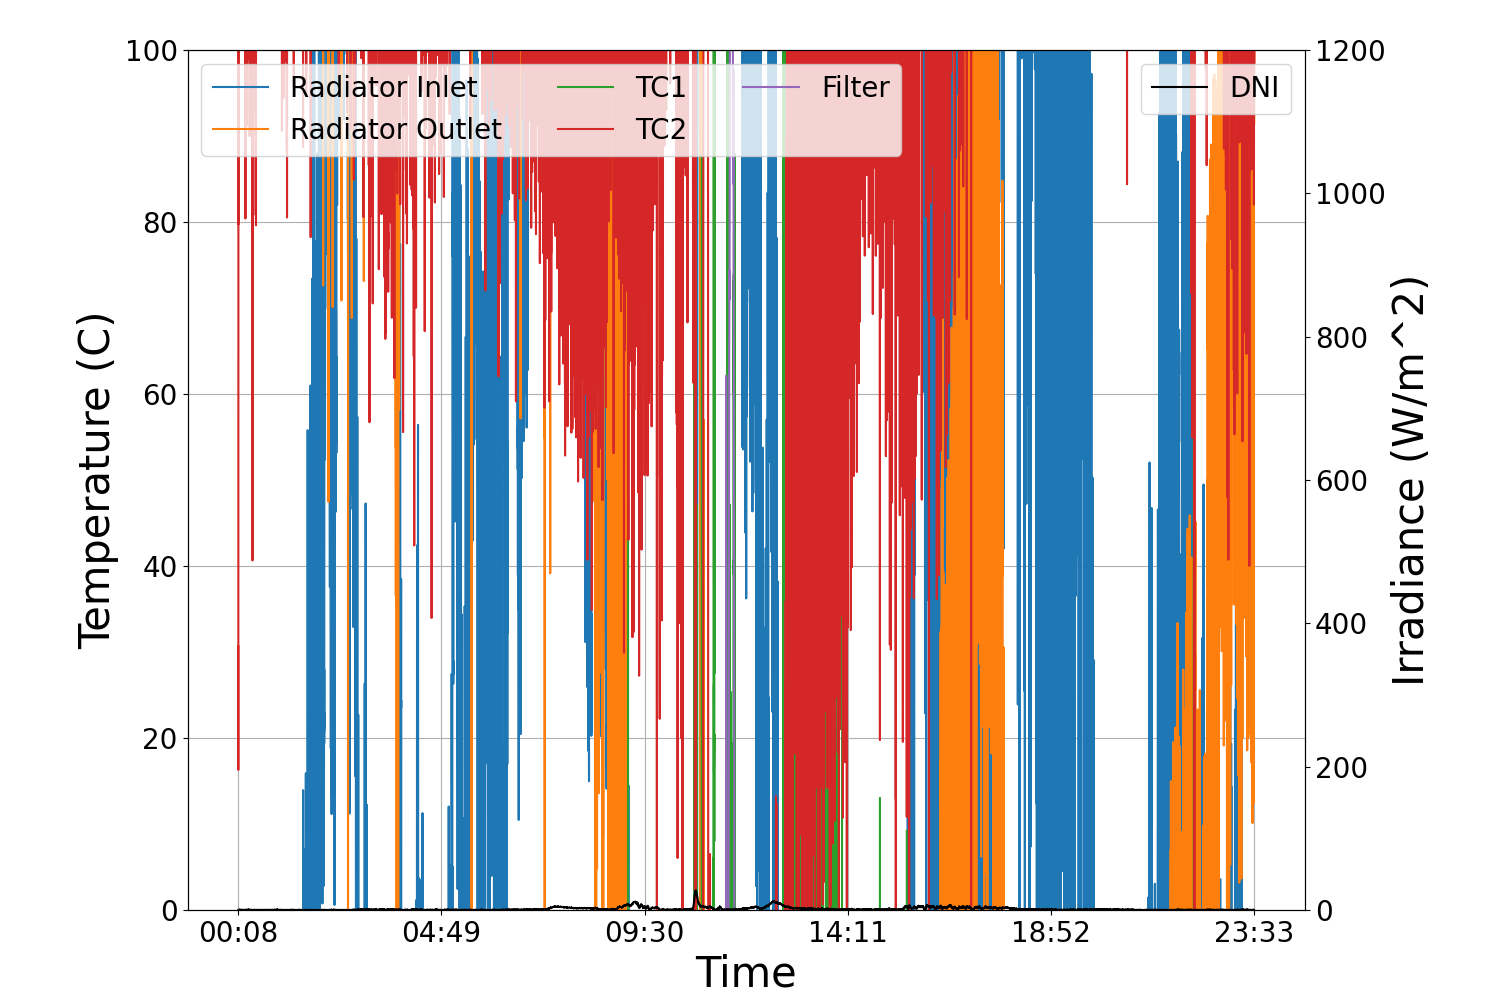 100
80
60
40
20
0
Temperature (C)
Radiator Inlet
Radiator Outlet
TC1
TC2
Filter
DNI
1200
1000
800
600
400
200
0
Irradiance (W/m^2)
00:08
04:49
09:30
14:11
18:52
23:33
Time